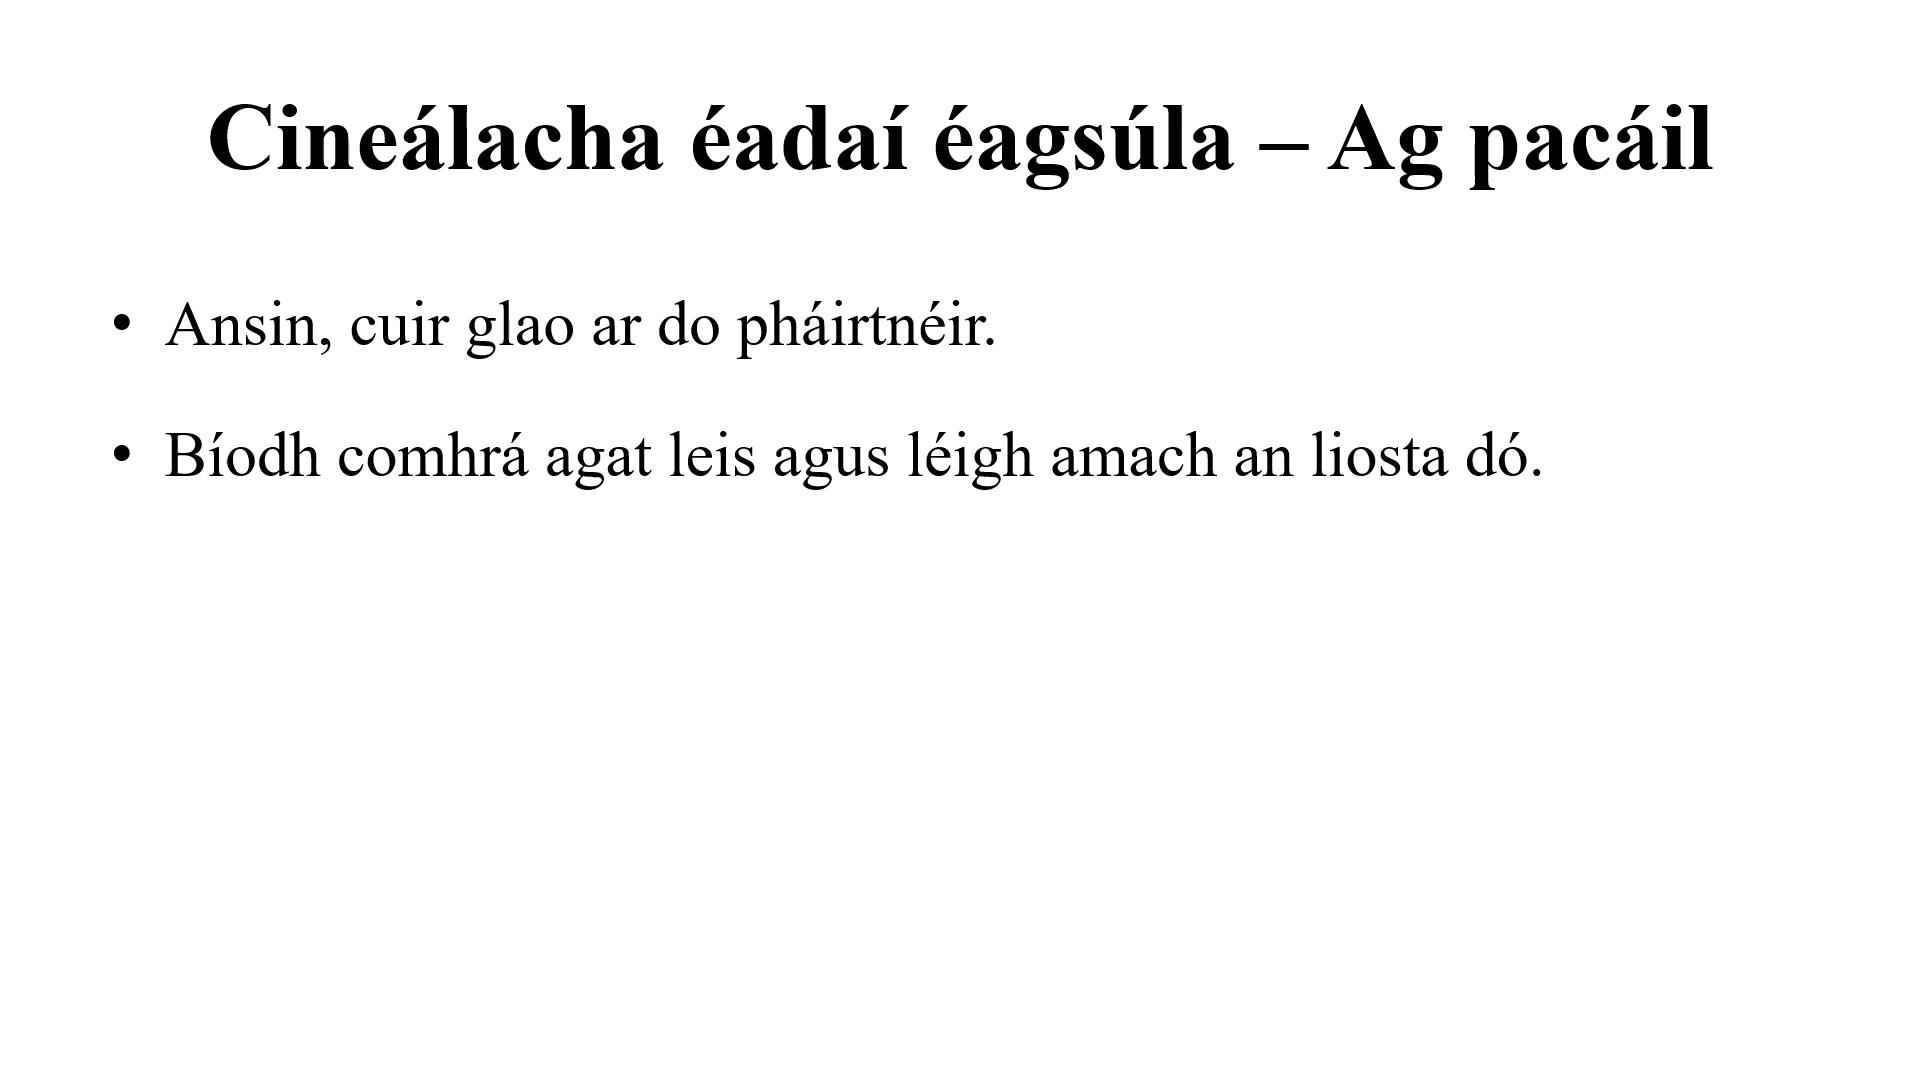 Cineálacha éadaí éagsúla – Ag pacáil
• Ansin, cuir glao ar do pháirtnéir.
• Bíodh comhrá agat leis agus léigh amach an liosta dó.